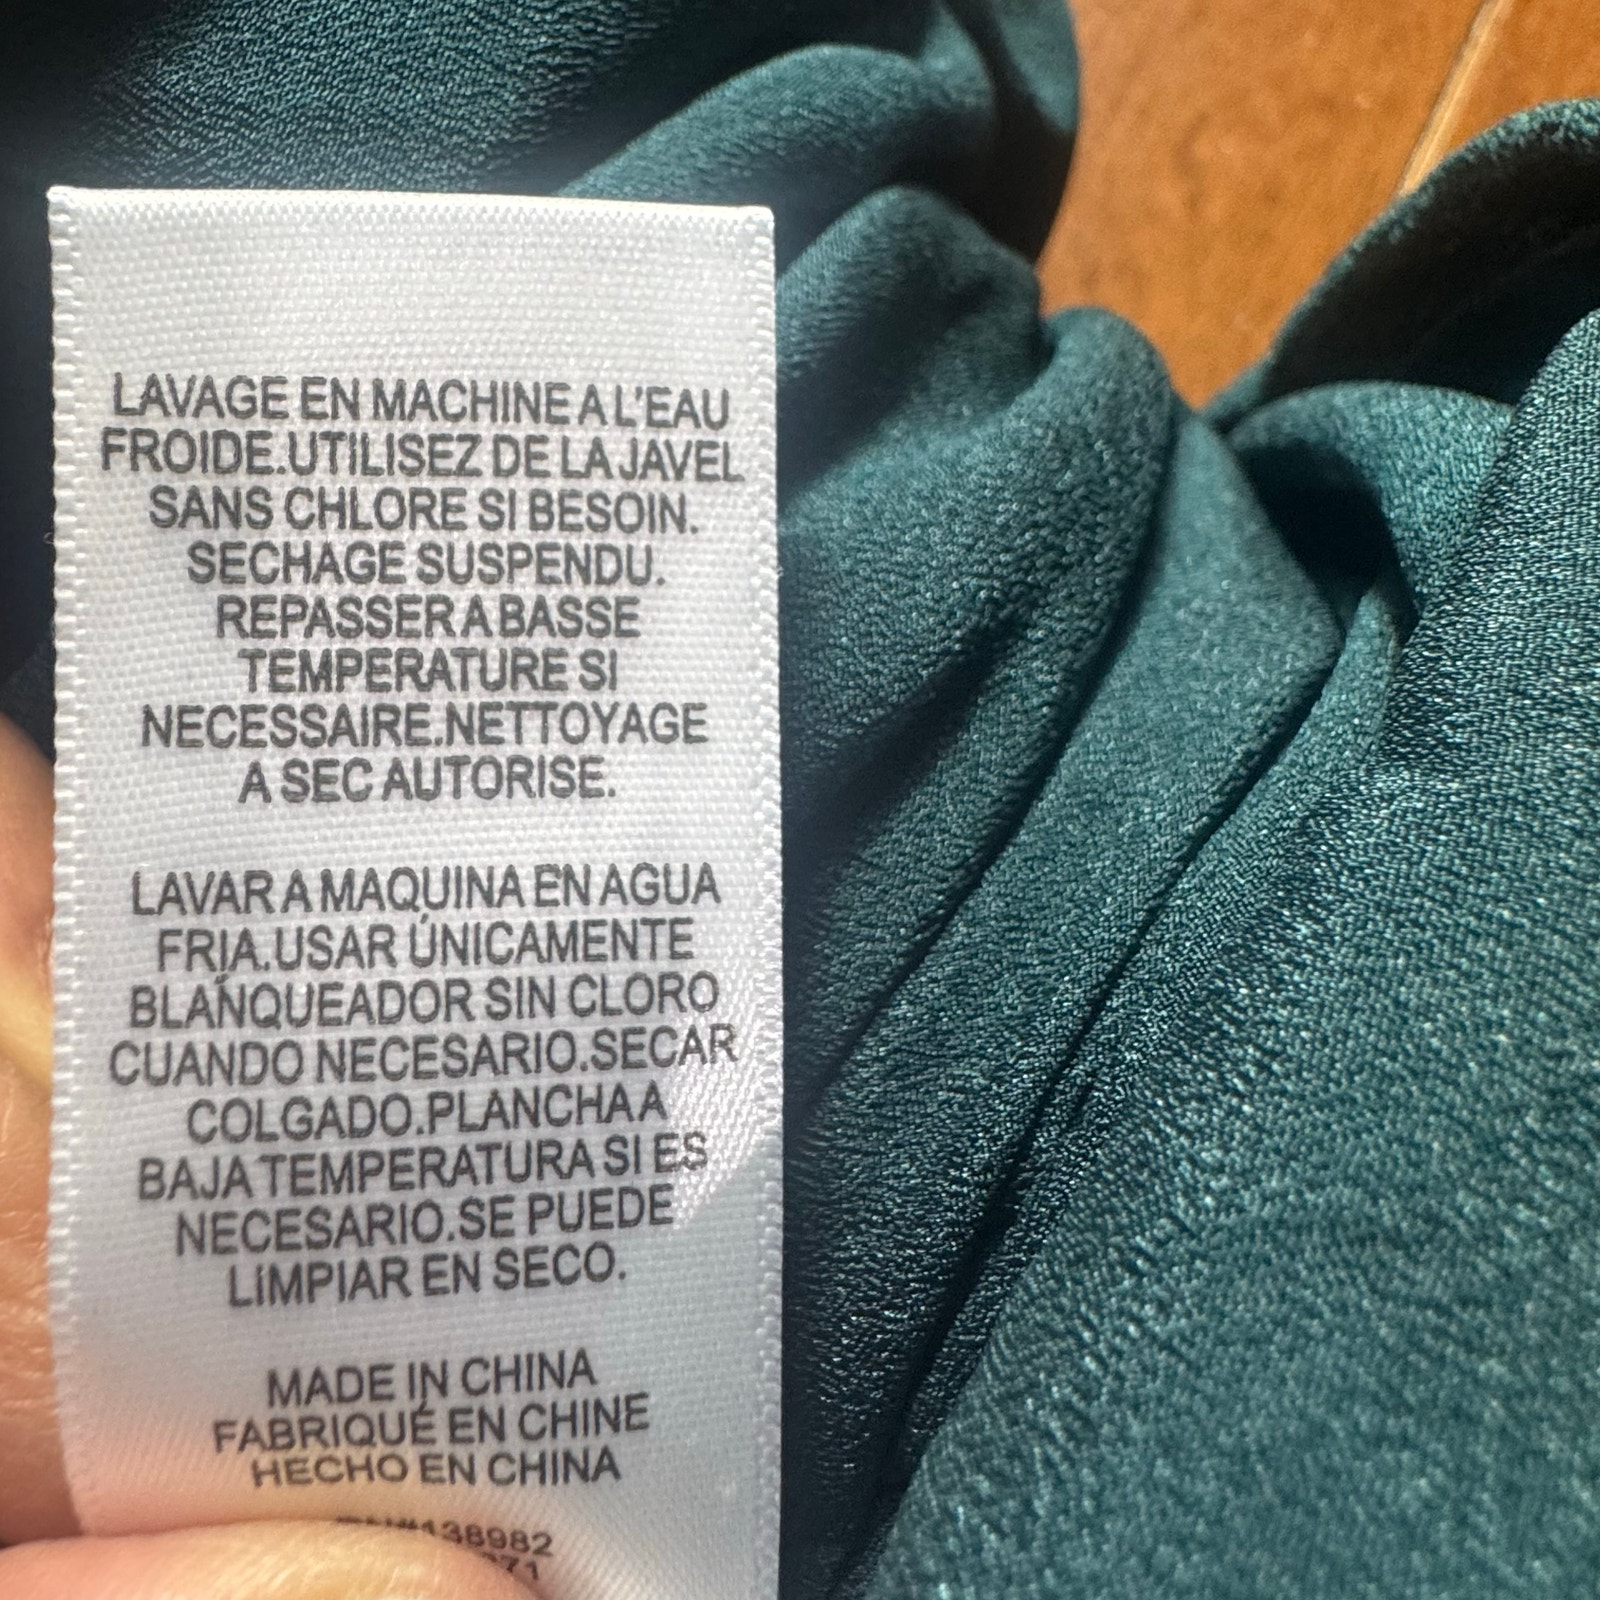 LAVAGE EN MACHINE A L'EAU
FROIDE.UTILISEZ DE LA JAVEL
SANS CHLORE SI BESOIN.
SECHAGE SUSPENDU.
REPASSER A BASSE
TEMPERATURE SI
NECESSAIRE.NETTOYAGE
A SEC AUTORISE.
LAVAR A MAQUINA EN AGUA
FRIA.USAR ÚNICAMENTE
BLANQUEADOR SIN CLORO
CUANDO NECESARIO.SECAR
COLGADO.PLANCHA A
BAJA TEMPERATURA SI ES
NECESARIO.SE PUEDE
LIMPIAR EN SECO.
MADE IN CHINA
FABRIQUÉ EN CHINE
HECHO EN CHINA
138982